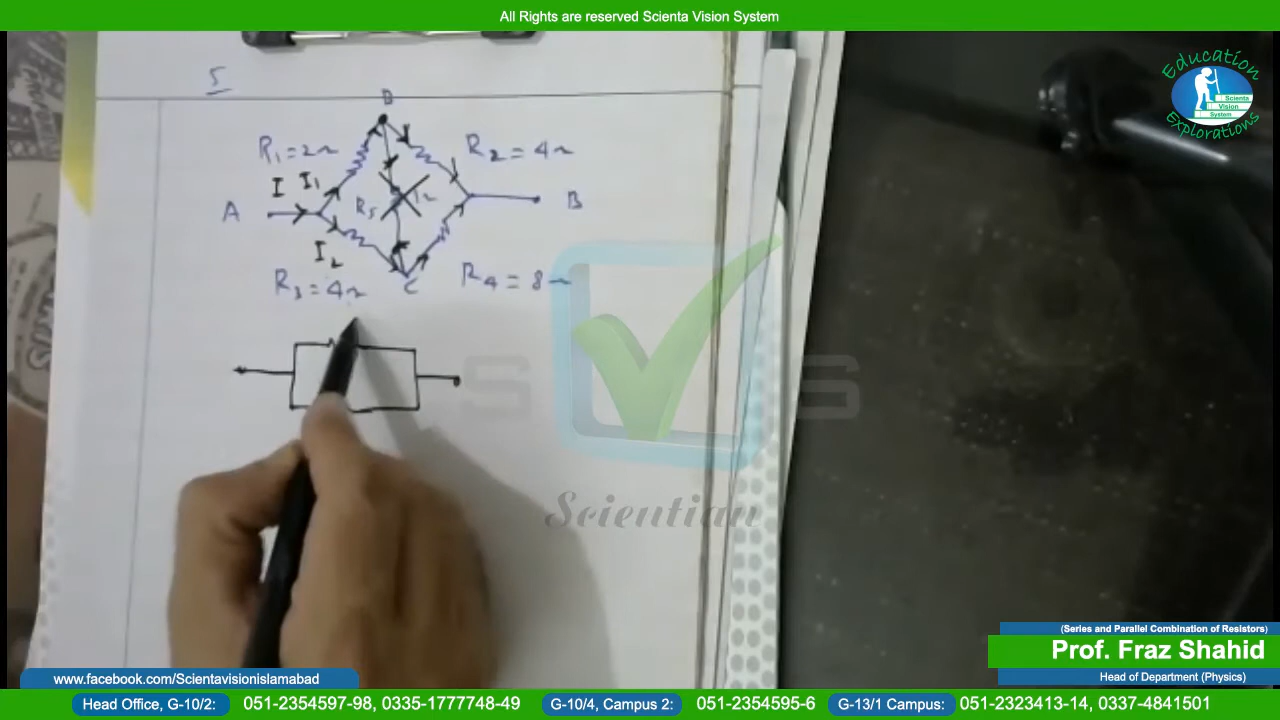 All Rights are reserved Scienta Vision System
Education
Scienta
Vision
System
Explorations
5
D
R1=2Ω
R2=4Ω
I I1
A
R5
B
I2
R3=4Ω
C
R4=8Ω
S S
Scientian
(Series and Parallel Combination of Resistors)
Prof. Fraz Shahid
Head of Department (Physics)
www.facebook.com/Scientavisionislamabad
Head Office, G-10/2: 051-2354597-98, 0335-1777748-49 G-10/4, Campus 2: 051-2354595-6 G-13/1 Campus: 051-2323413-14, 0337-4841501